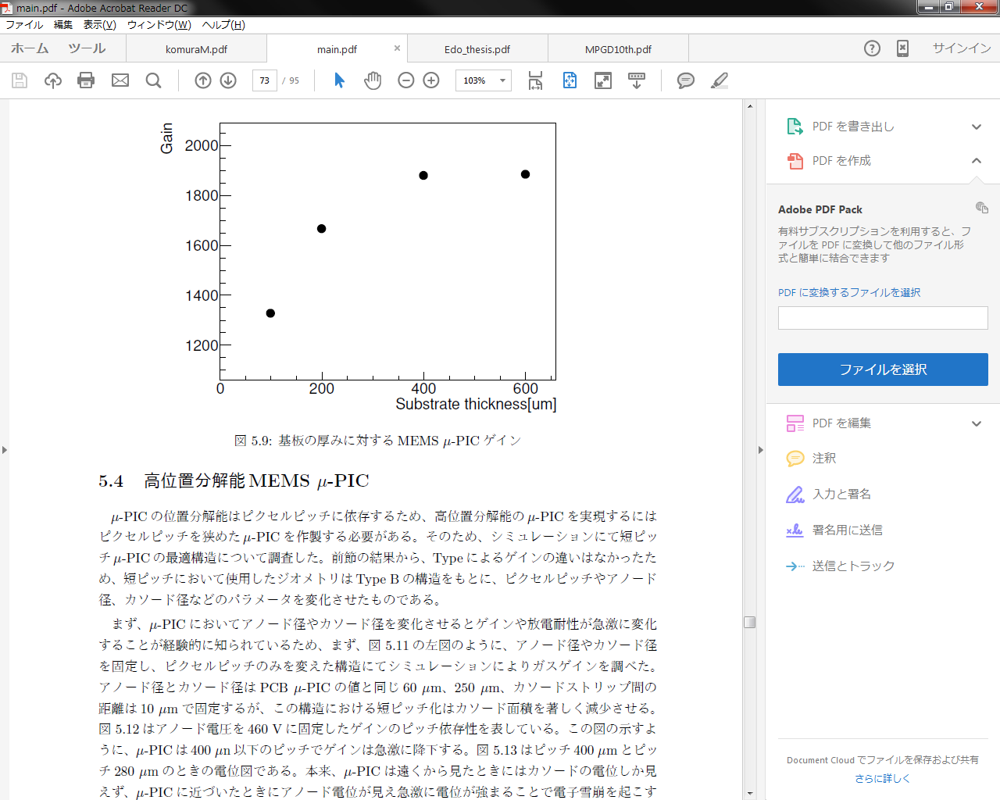 main.pdf - Adobe Acrobat Reader DC
ファイル 編集 表示(V) ウィンドウ(W) ヘルプ(H)
ホーム ツール komuraM.pdf main.pdf × Edo_thesis.pdf MPGD10th.pdf サインイン
73 / 95 103%
Gain
2000
1800
1600
1400
1200
0 200 400 600
Substrate thickness[um]
図 5.9: 基板の厚みに対する MEMS μ-PIC ゲイン
5.4 高位置分解能 MEMS μ-PIC
μ-PIC の位置分解能はピクセルピッチに依存するため、高位置分解能の μ-PIC を実現するには
ピクセルピッチを狭めた μ-PIC を作製する必要がある。そのため、シミュレーションにて短ピッ
チ μ-PIC の最適構造について調査した。前節の結果から、Type によるゲインの違いはなかったた
め、短ピッチにおいて使用したジオメトリは Type B の構造をもとに、ピクセルピッチやアノード
径、カソード径などのパラメータを変化させたものである。
まず、μ-PIC においてアノード径やカソード径を変化させるとゲインや放電耐性が急激に変化
することが経験的に知られているため、まず、図 5.11 の左図のように、アノード径やカソード径
を固定し、ピクセルピッチのみを変えた構造にてシミュレーションによりガスゲインを調べた。
アノード径とカソード径は PCB μ-PIC の値と同じ 60 μm、250 μm、カソードストリップ間の
距離は 10 μm で固定するが、この構造における短ピッチ化はカソード面積を著しく減少させる。
図 5.12 はアノード電圧を 460 V に固定したゲインのピッチ依存性を表している。この図の示すよ
うに、μ-PIC は 400 μn 以下のピッチでゲインは急激に降下する。図 5.13 はピッチ 400 μm とピッ
チ 280 μm のときの電位図である。本来、μ-PIC は遠くから見たときにはカソードの電位しか見
えず、μ-PIC に近づいたときにアノード電位が見え急激に電位が強まることで電子雪崩を起こす
PDF を書き出し
PDF を作成
Adobe PDF Pack
有料サブスクリプションを利用すると、フ
ァイルを PDF に変換して他のファイル形
式と簡単に結合できます
PDF に変換するファイルを選択
ファイルを選択
PDF を編集
注釈
入力と署名
署名用に送信
送信とトラック
Document Cloud でファイルを保存および共有
さらに詳しく